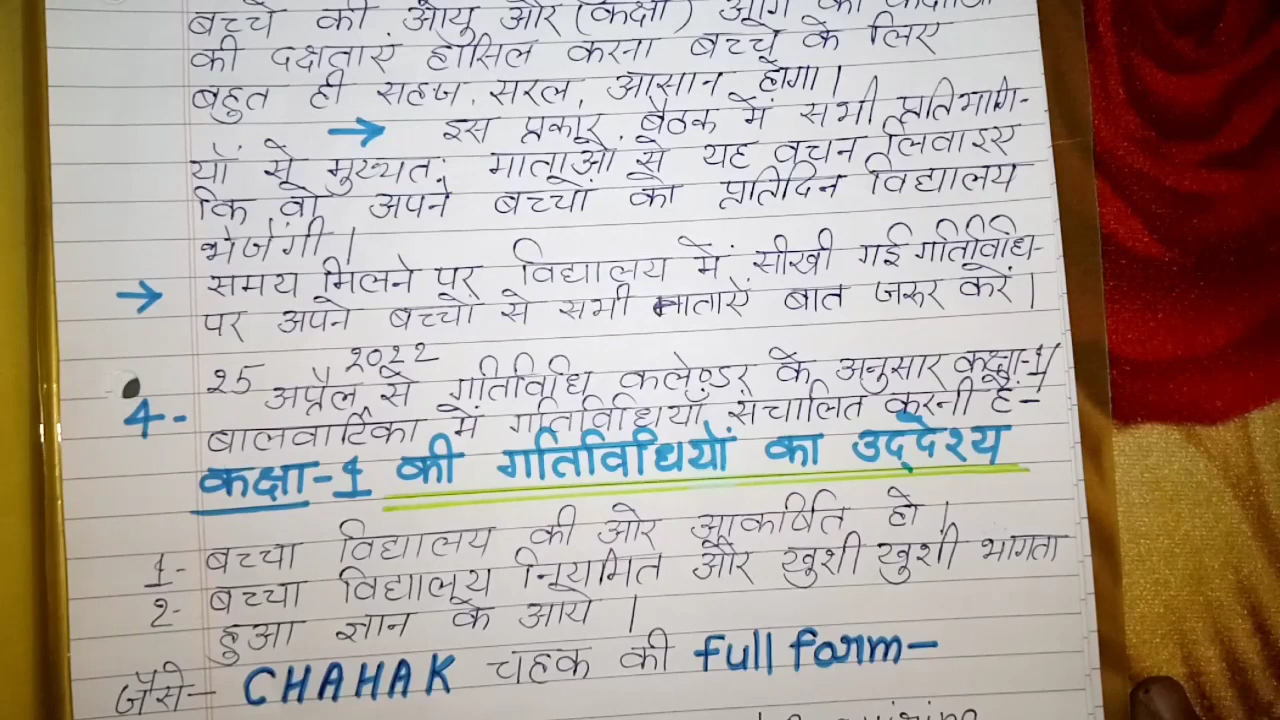 बच्चे की आयु और (कक्षा) आगे की
की दक्षताएं हासिल करना बच्चे के लिए
बहुत ही सहज, सरल, आसान होगा।
→ इस प्रकार, बैठक में सभी प्रतिभागि-
यों से मुख्यत: माताओं से यह वचन लिवाइए
कि वो अपने बच्चों को प्रतिदिन विद्यालय
भेजेंगी।
→ समय मिलने पर विद्यालय में सीखी गई गतिविधि-
पर अपने बच्चों से सभी माताऐं बात जरुर करें।
4- 25 अप्रैल 2022 से गतिविधि कलेण्डर के अनुसार कक्षा-1/
बालवाटिका में गतिविधियाँ संचालित करनी है-
कक्षा-1 की गतिविधियों का उद्देश्य
1- बच्चा विद्यालय की ओर आकर्षित हो।
2- बच्चा विद्यालय नियमित और खुशी खुशी भागता
हुआ ज्ञान के आये।
जैसे- CHAHAK चहक की full form-